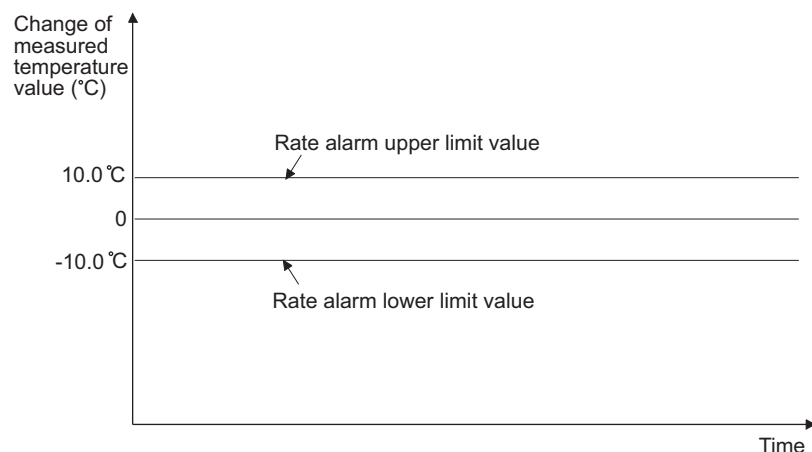 Change of
measured
temperature
value (°C)
Rate alarm upper limit value
10.0 °C
0
-10.0 °C
Rate alarm lower limit value
Time